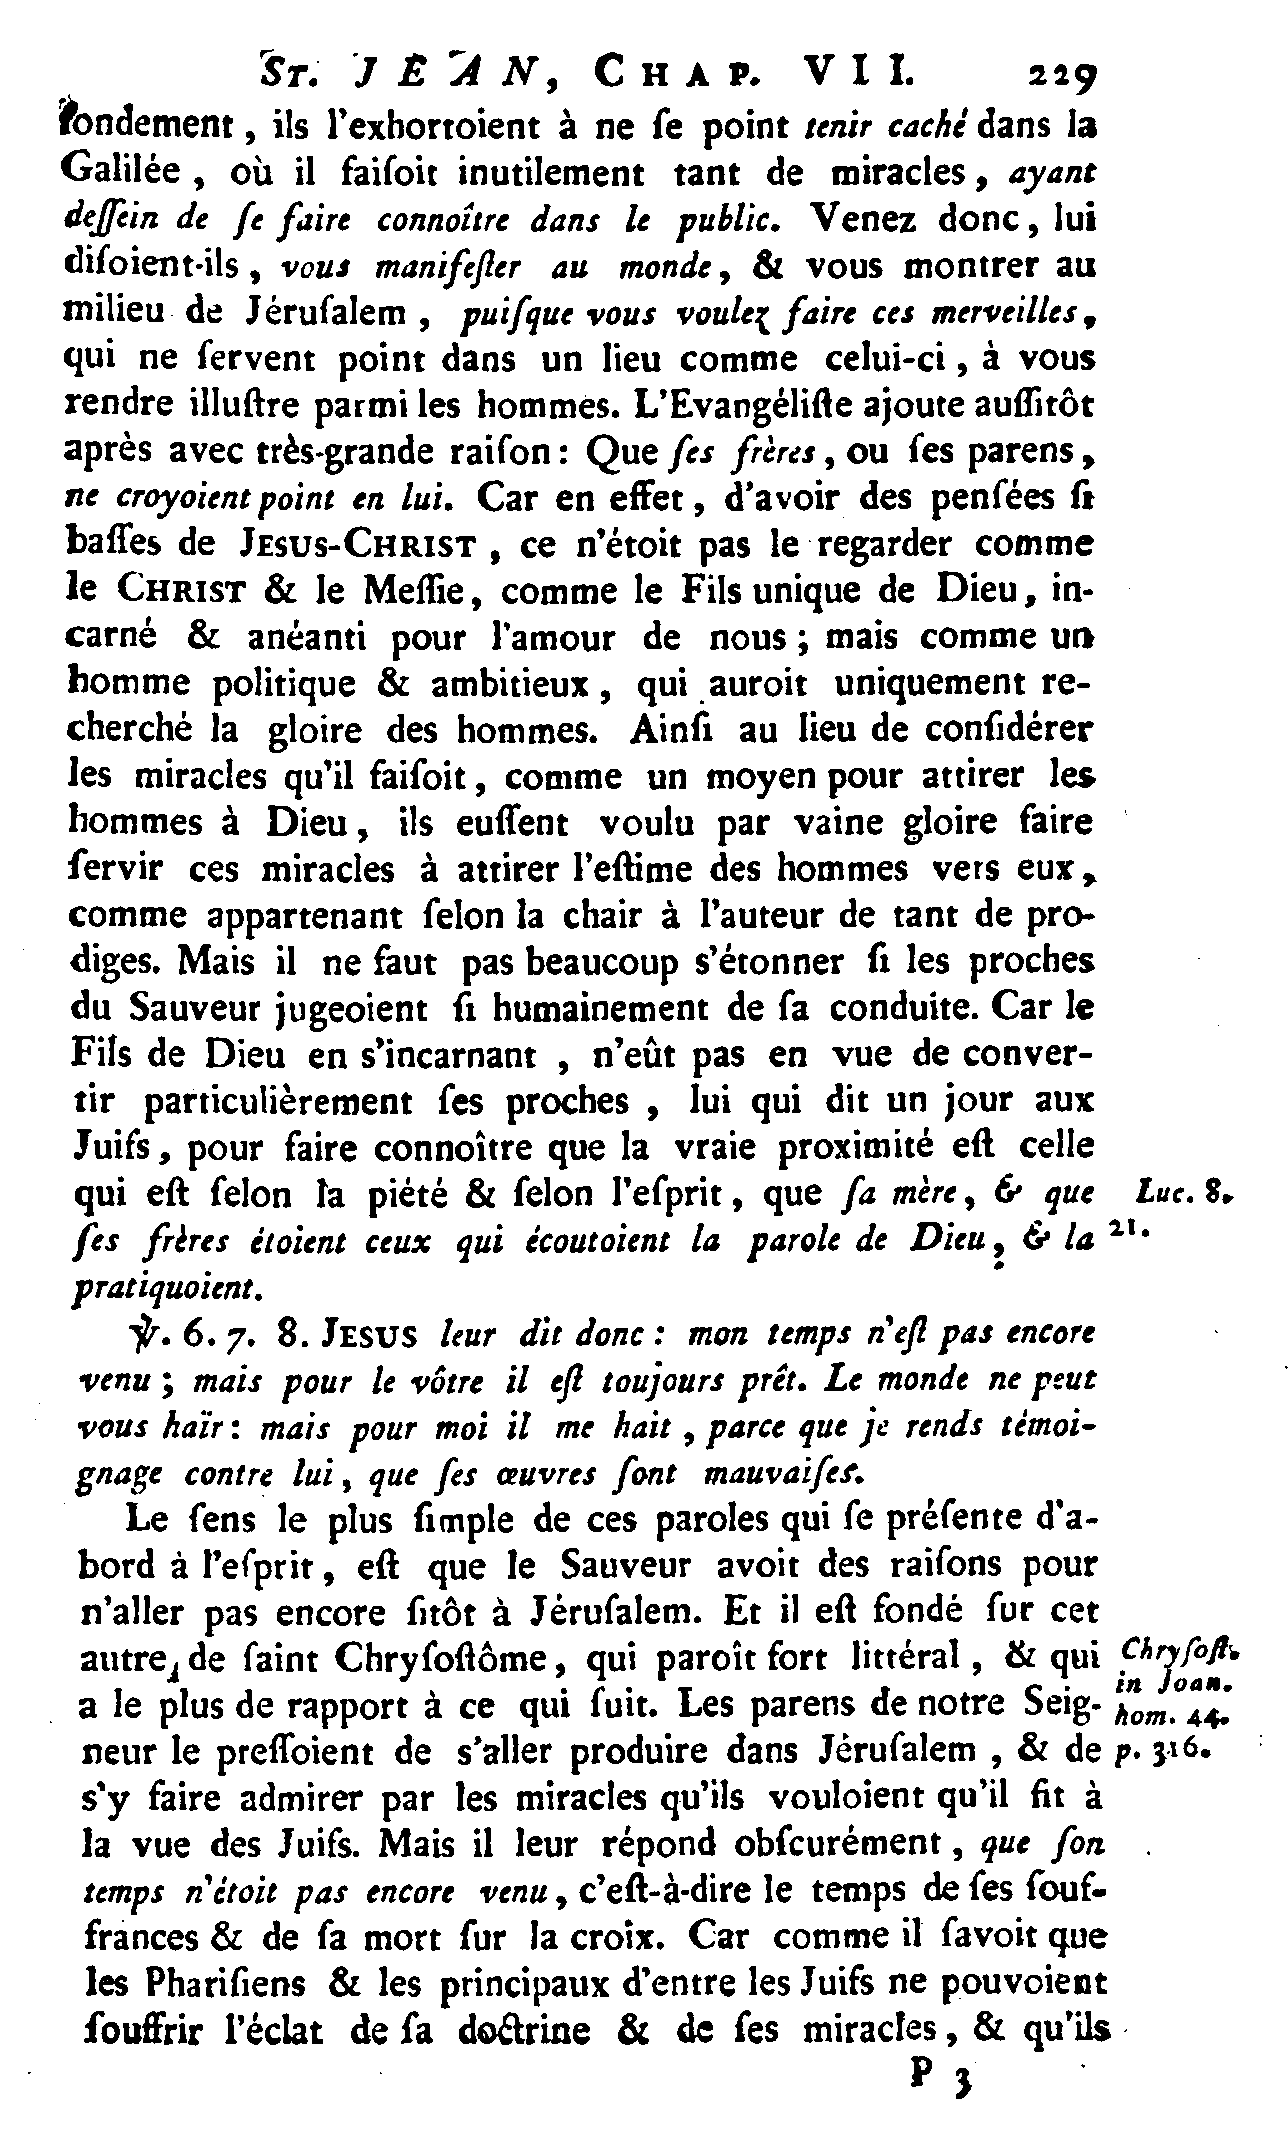 ST. JEAN, CHAP. VII. 229
fondement, ils l'exhortoient à ne ſe point tenir caché dans la
Galilée, où il faiſoit inutilement tant de miracles, ayant
deſſein de ſe faire connoître dans le public. Venez donc, lui
diſoient-ils, vous manifeſter au monde, & vous montrer au
milieu de Jéruſalem, puiſque vous voulez faire ces merveilles,
qui ne ſervent point dans un lieu comme celui-ci, à vous
rendre illuſtre parmi les hommes. L'Evangéliſte ajoute auſſitôt
après avec très-grande raiſon: Que ſes frères, ou ſes parens,
ne croyoient point en lui. Car en effet, d'avoir des penſées ſi
baſſes de JESUS-CHRIST, ce n'étoit pas le regarder comme
le CHRIST & le Meſſie, comme le Fils unique de Dieu, in-
carné & anéanti pour l'amour de nous; mais comme un
homme politique & ambitieux, qui auroit uniquement re-
cherché la gloire des hommes. Ainſi au lieu de conſidérer
les miracles qu'il faiſoit, comme un moyen pour attirer les
hommes à Dieu, ils euſſent voulu par vaine gloire faire
ſervir ces miracles à attirer l'eſtime des hommes vers eux,
comme appartenant ſelon la chair à l'auteur de tant de pro-
diges. Mais il ne faut pas beaucoup s'étonner ſi les proches
du Sauveur jugeoient ſi humainement de ſa conduite. Car le
Fils de Dieu en s'incarnant, n'eût pas en vue de conver-
tir particulièrement ſes proches, lui qui dit un jour aux
Juifs, pour faire connoître que la vraie proximité eſt celle
qui eſt ſelon la piété & ſelon l'eſprit, que ſa mère, & que Luc. 8.
ſes frères étoient ceux qui écoutoient la parole de Dieu, & la 21.
pratiquoient.
℣. 6. 7. 8. JESUS leur dit donc: mon temps n'eſt pas encore
venu; mais pour le vôtre il eſt toujours prêt. Le monde ne peut
vous haïr: mais pour moi il me hait, parce que je rends témoi-
gnage contre lui, que ſes œuvres ſont mauvaiſes.
Le ſens le plus ſimple de ces paroles qui ſe préſente d'a-
bord à l'eſprit, eſt que le Sauveur avoit des raiſons pour
n'aller pas encore ſitôt à Jéruſalem. Et il eſt fondé ſur cet
autre de ſaint Chryſoſtôme, qui paroît fort littéral, & qui Chryſoſt.
in Joan.
a le plus de rapport à ce qui ſuit. Les parens de notre Seig- hom. 44.
neur le preſſoient de s'aller produire dans Jéruſalem, & de p. 316.
s'y faire admirer par les miracles qu'ils vouloient qu'il fit à
la vue des Juifs. Mais il leur répond obſcurément, que ſon
temps n'étoit pas encore venu, c'eſt-à-dire le temps de ſes ſouf-
frances & de ſa mort ſur la croix. Car comme il ſavoit que
les Phariſiens & les principaux d'entre les Juifs ne pouvoient
ſouffrir l'éclat de ſa doctrine & de ſes miracles, & qu'ils
P 3